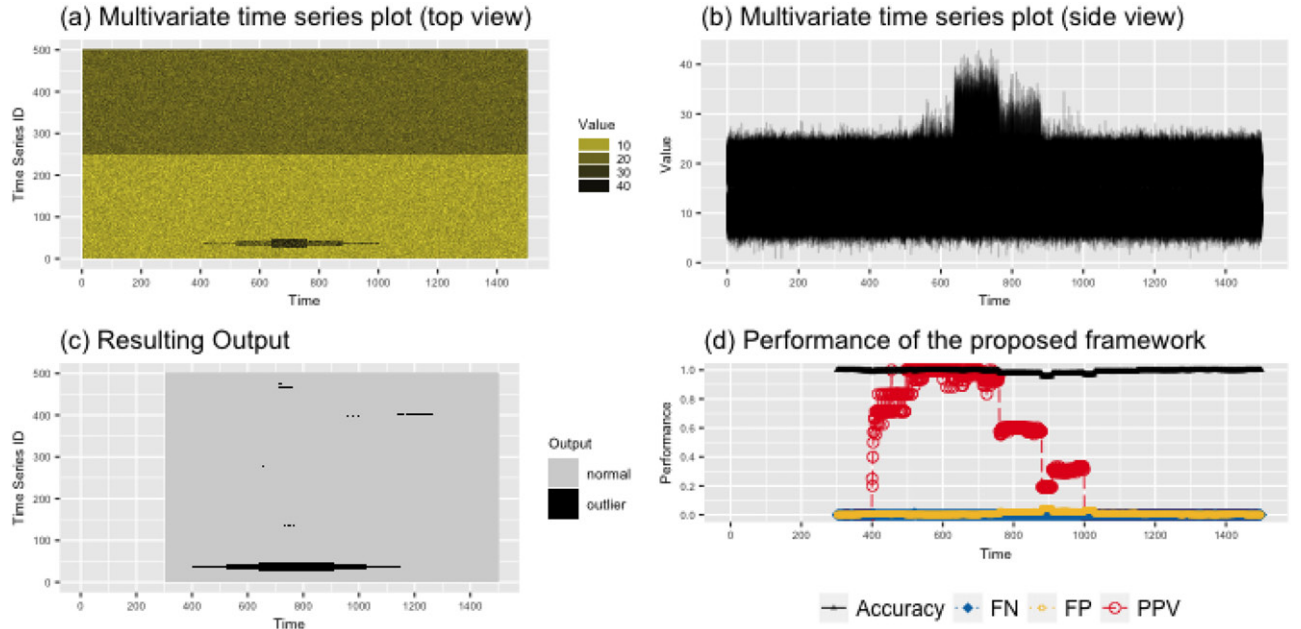 (a) Multivariate time series plot (top view)
500
400
300
200
100
0
Time Series ID
0 200 400 600 800 1000 1200 1400
Time
Value
10
20
30
40
(b) Multivariate time series plot (side view)
40
30
20
10
0
Value
0 200 400 600 800 1000 1200 1400
Time
(c) Resulting Output
500
400
300
200
100
0
Time Series ID
0 200 400 600 800 1000 1200 1400
Time
Output
normal
outlier
(d) Performance of the proposed framework
1.0
0.8
0.6
0.4
0.2
0.0
Performance
0 200 400 600 800 1000 1200 1400
Time
Accuracy FN FP PPV